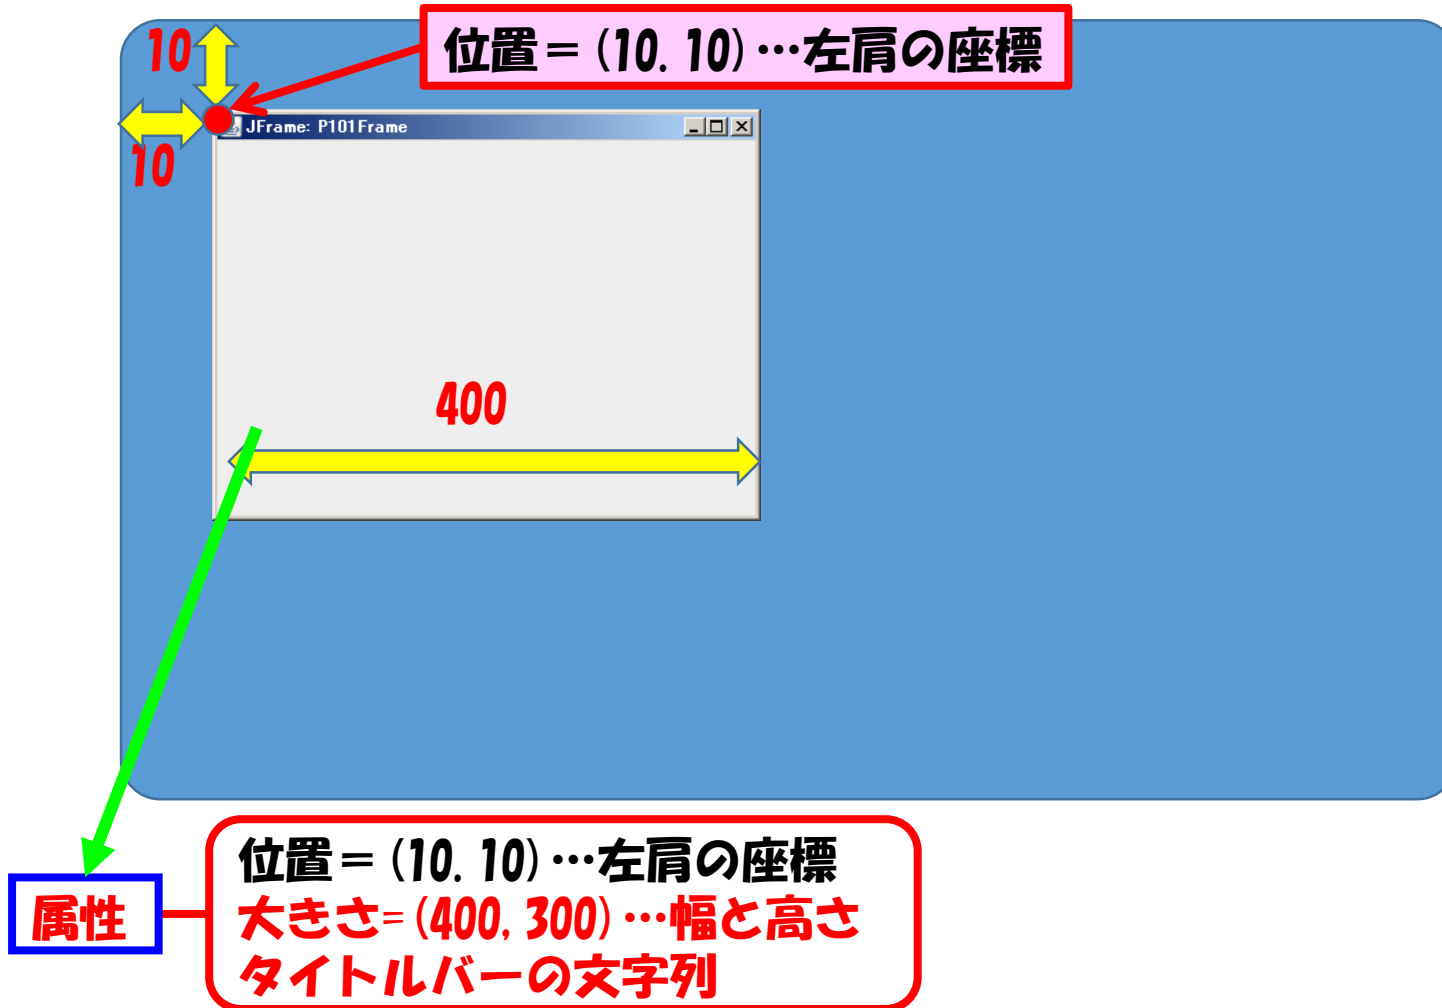 10
位置＝(10, 10)…左肩の座標
10
JFrame: P101Frame
400
属性
位置＝(10, 10)…左肩の座標
大きさ=(400, 300)…幅と高さ
タイトルバーの文字列